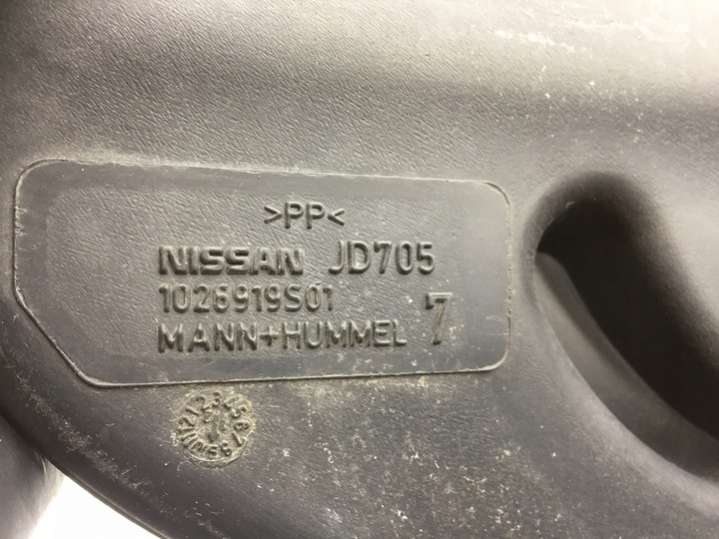 >PP<
NISSAN JD705
1026919S01
MANN+HUMMEL 7